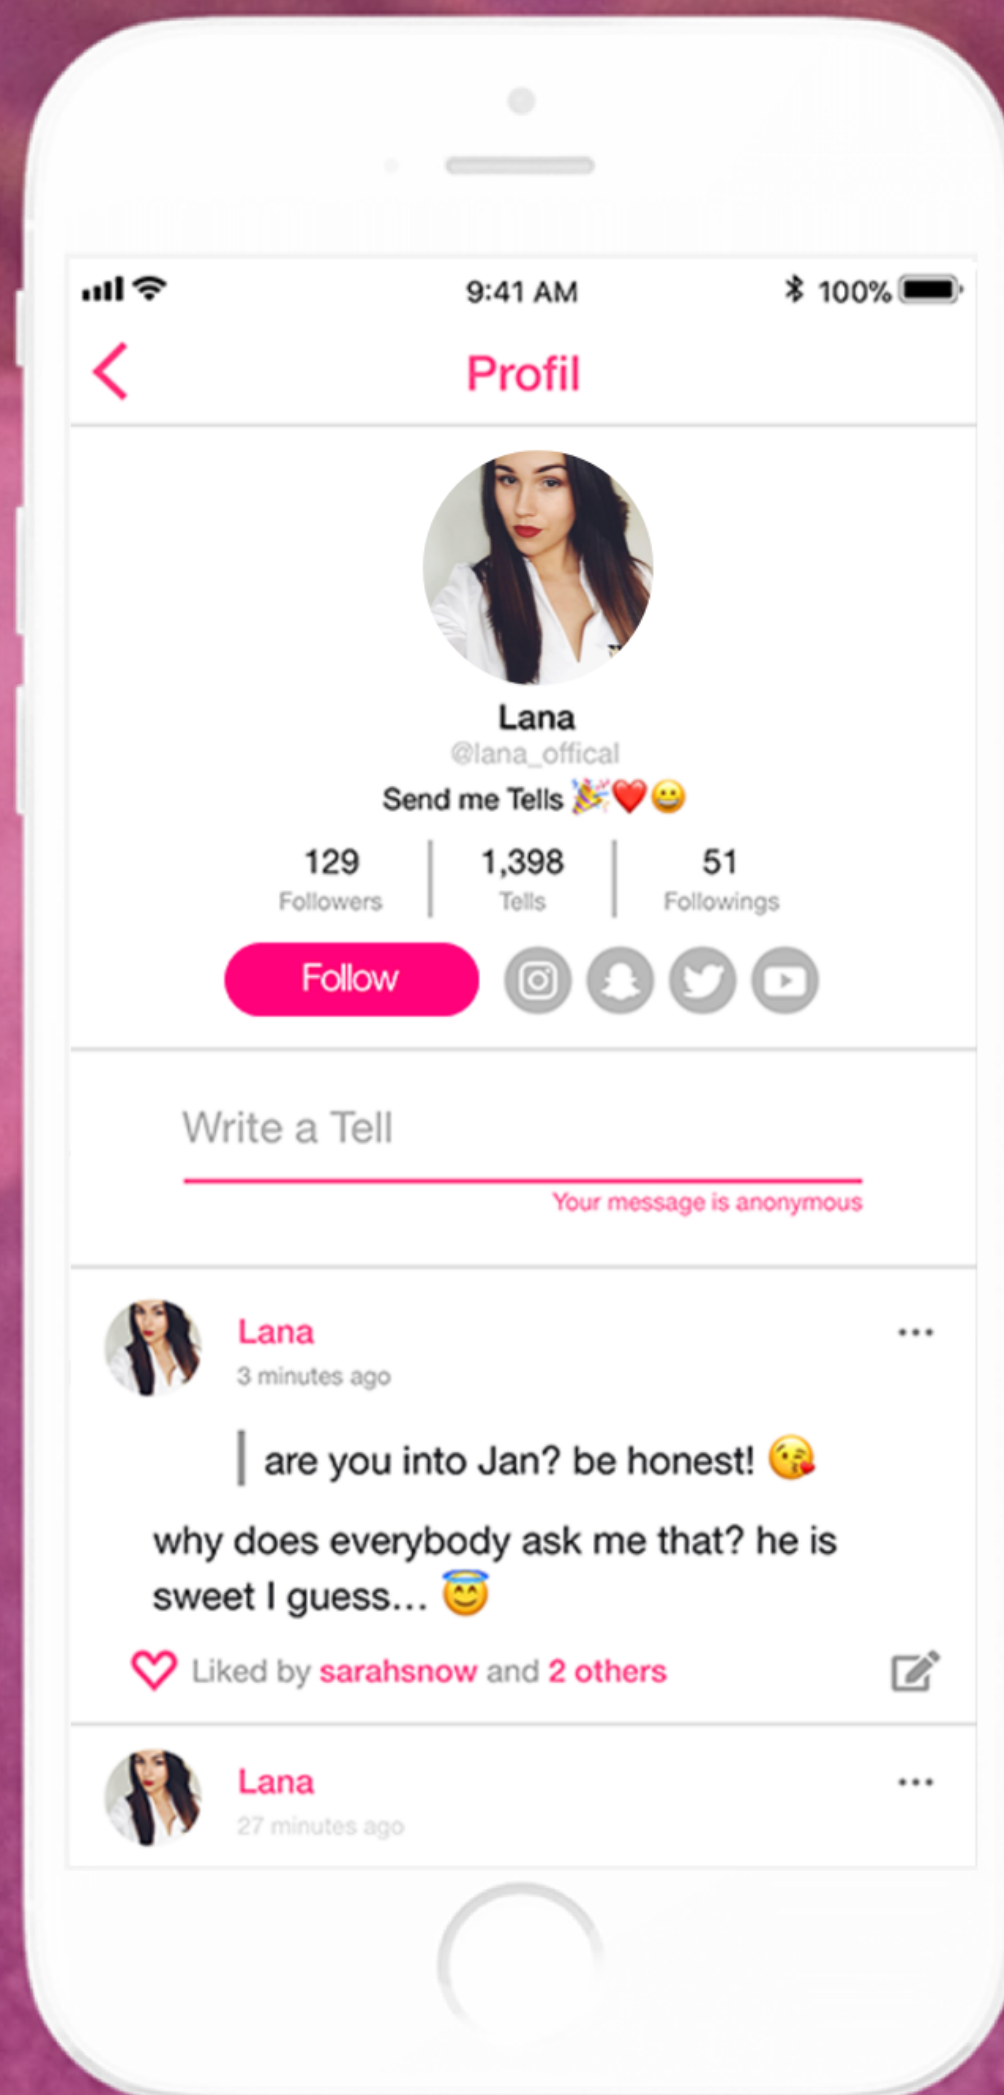 9:41 AM
100%
Profil
Lana
@lana_offical
Send me Tells 🎉❤️😀
129
Followers
1,398
Tells
51
Followings
Follow
Write a Tell
Your message is anonymous
Lana
3 minutes ago
are you into Jan? be honest! 😘
why does everybody ask me that? he is
sweet I guess... 😇
Liked by sarahsnow and 2 others
Lana
27 minutes ago